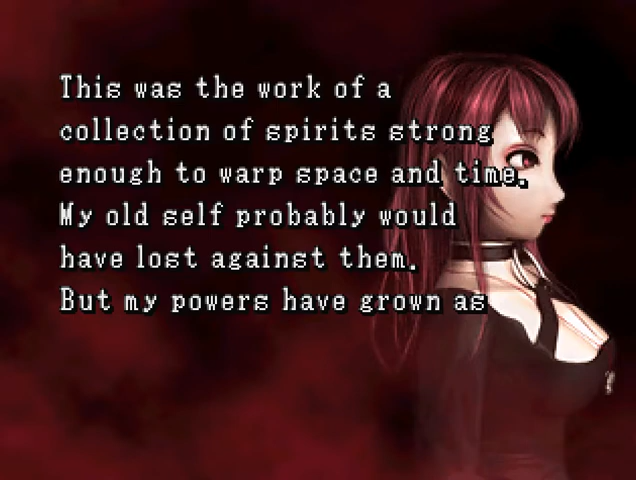 This was the work of a
collection of spirits strong
enough to warp space and time.
My old self probably would
have lost against them.
But my powers have grown as